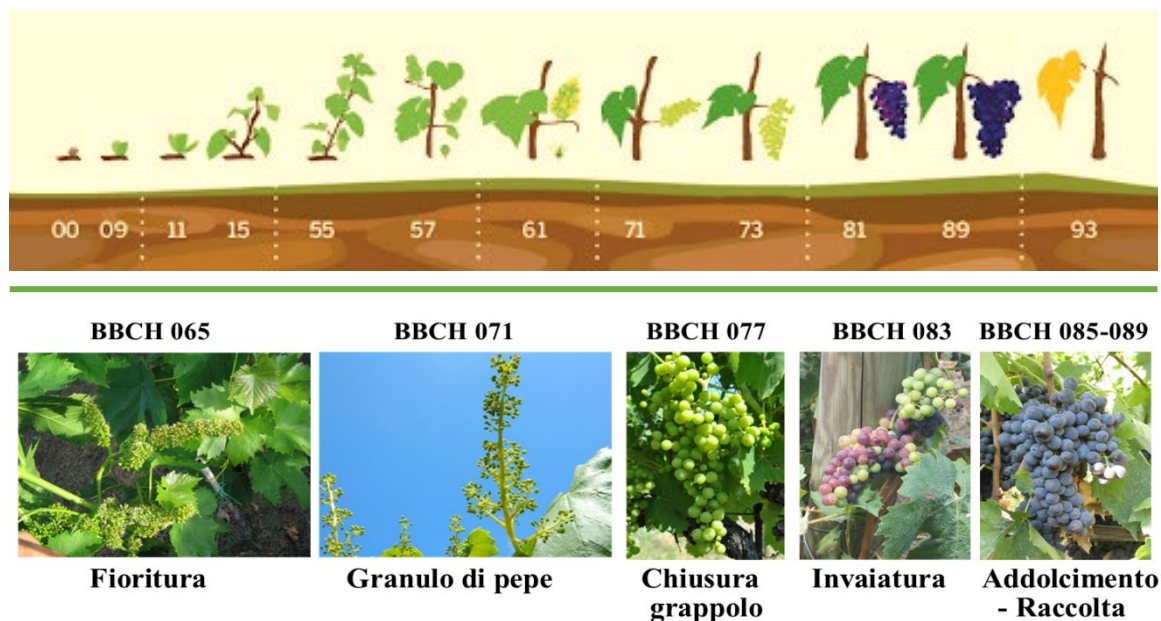 00 09 11 15 55 57 61 71 73 81 89 93
BBCH 065 BBCH 071 BBCH 077 BBCH 083 BBCH 085-089
Fioritura Granulo di pepe Chiusura Invaiatura Addolcimento
grappolo - Raccolta